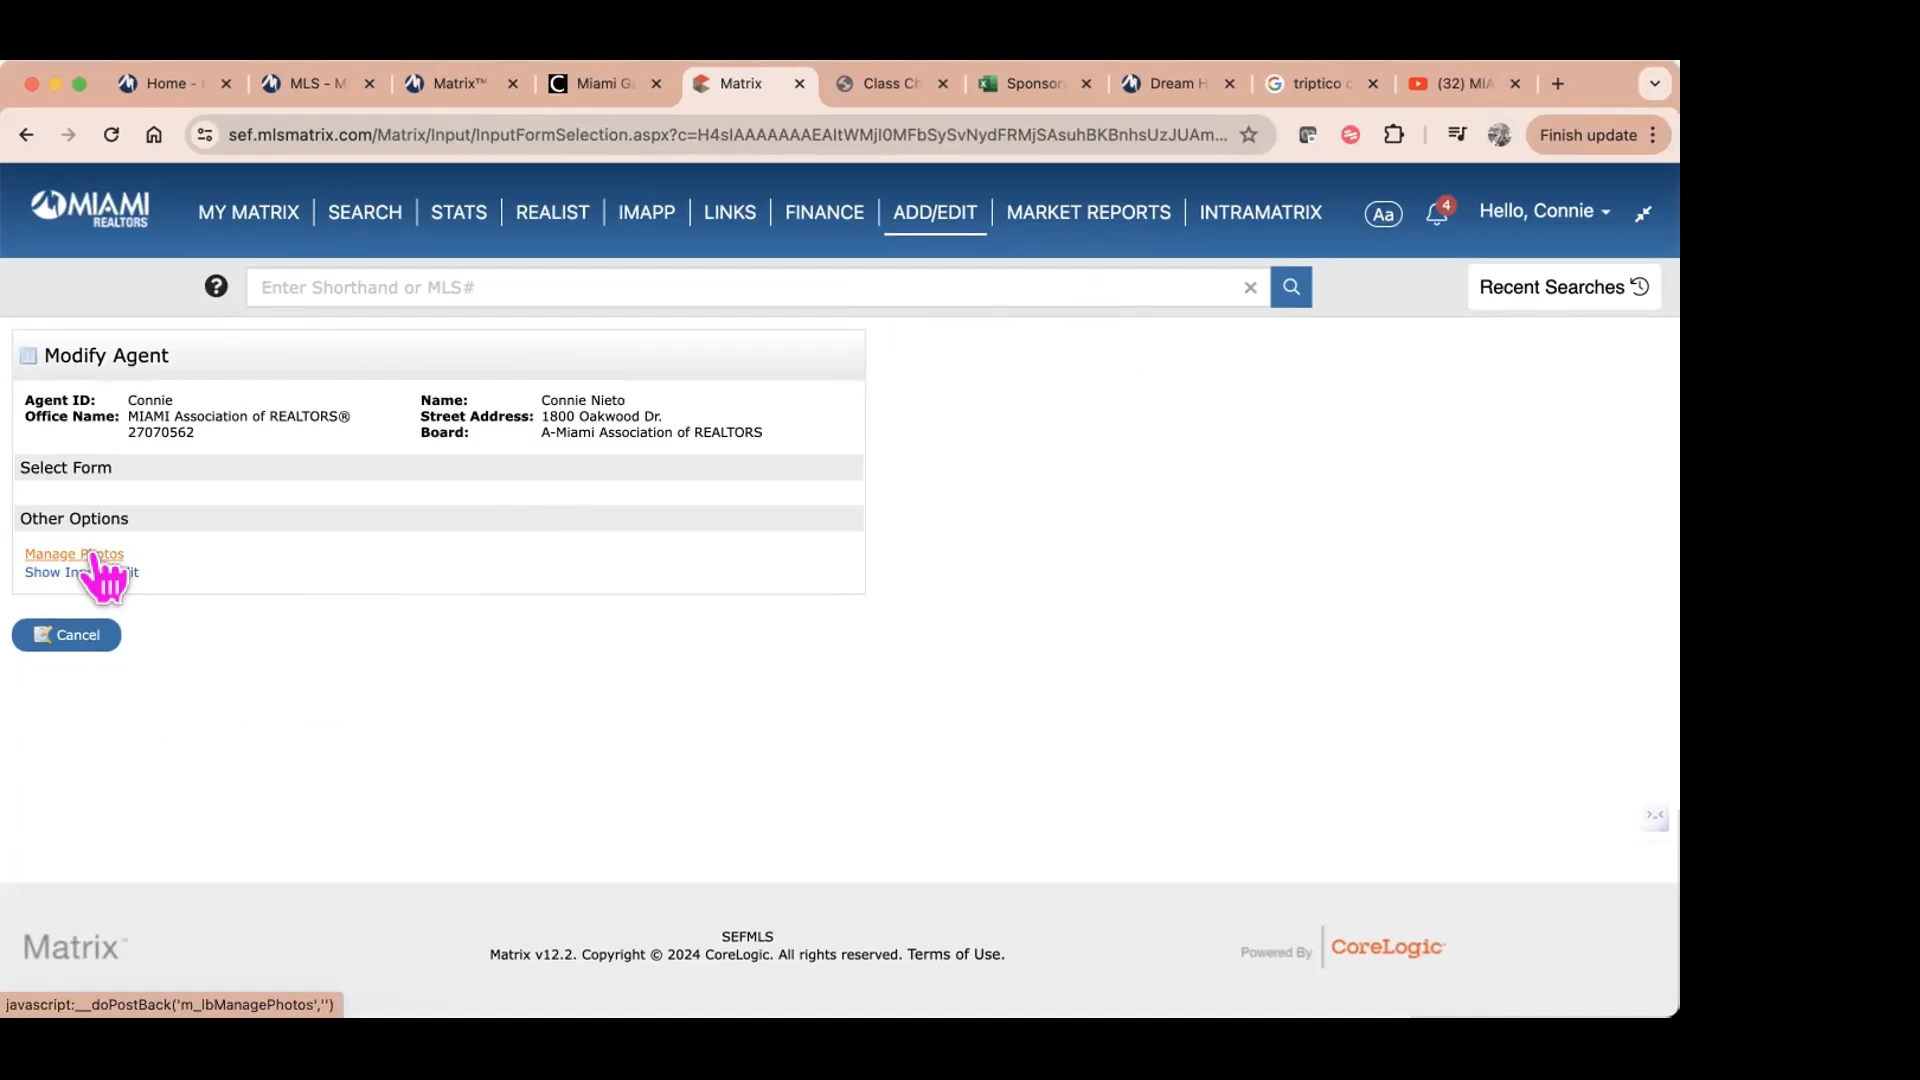 Home -
MLS - M
Matrix™
Miami G
Matrix
Class Ch
Sponsor
Dream H
triptico c
(32) MIA
sef.mlsmatrix.com/Matrix/Input/InputFormSelection.aspx?c=H4sIAAAAAAAEAItWMjI0MFbSySvNydFRMjSAsuhBKBnhsUzJUAm...
Finish update
MIAMI
REALTORS
MY MATRIX
SEARCH
STATS
REALIST
IMAPP
LINKS
FINANCE
ADD/EDIT
MARKET REPORTS
INTRAMATRIX
Aa
4
Hello, Connie
Enter Shorthand or MLS#
Recent Searches
Modify Agent
Agent ID: Connie
Office Name: MIAMI Association of REALTORS®
27070562
Name: Connie Nieto
Street Address: 1800 Oakwood Dr.
Board: A-Miami Association of REALTORS
Select Form
Other Options
Manage Photos
Show
Cancel
Matrix™
SEFMLS
Matrix v12.2. Copyright © 2024 CoreLogic. All rights reserved. Terms of Use.
Powered By CoreLogic
javascript:__doPostBack('m_lbManagePhotos','')